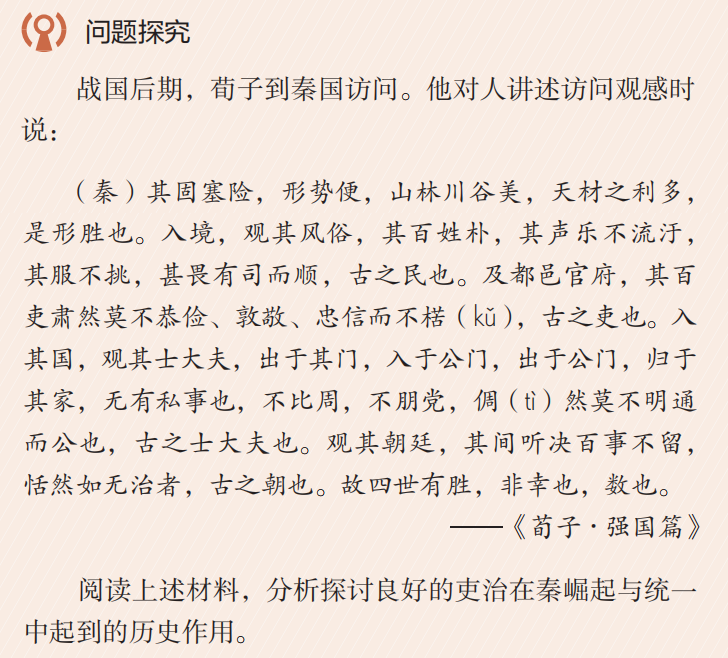 问题探究
战国后期，荀子到秦国访问。他对人讲述访问观感时
说：
（秦）其固塞险，形势便，山林川谷美，天材之利多，
是形胜也。入境，观其风俗，其百姓朴，其声乐不流汙，
其服不挑，甚畏有司而顺，古之民也。及都邑官府，其百
吏肃然莫不恭俭、敦敬、忠信而不楛（kǔ），古之吏也。入
其国，观其士大夫，出于其门，入于公门，出于公门，归于
其家，无有私事也，不比周，不朋党，倜（tì）然莫不明通
而公也，古之士大夫也。观其朝廷，其间听决百事不留，
恬然如无治者，古之朝也。故四世有胜，非幸也，数也。
——《荀子·强国篇》
阅读上述材料，分析探讨良好的吏治在秦崛起与统一
中起到的历史作用。